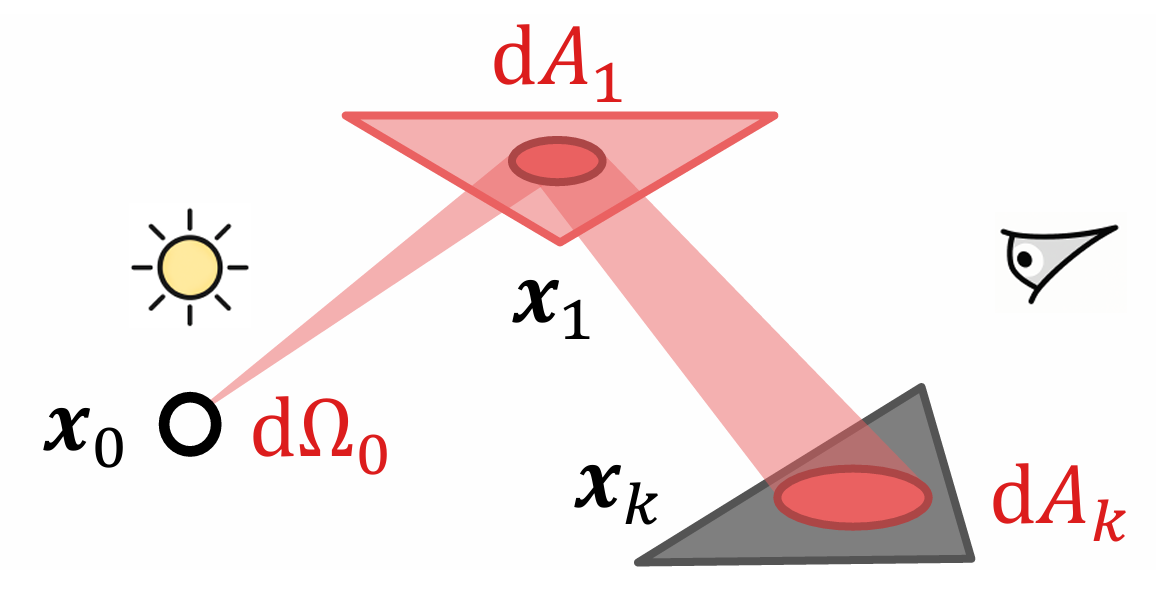 dA₁
x₁
x₀
dΩ₀
xₖ
dAₖ